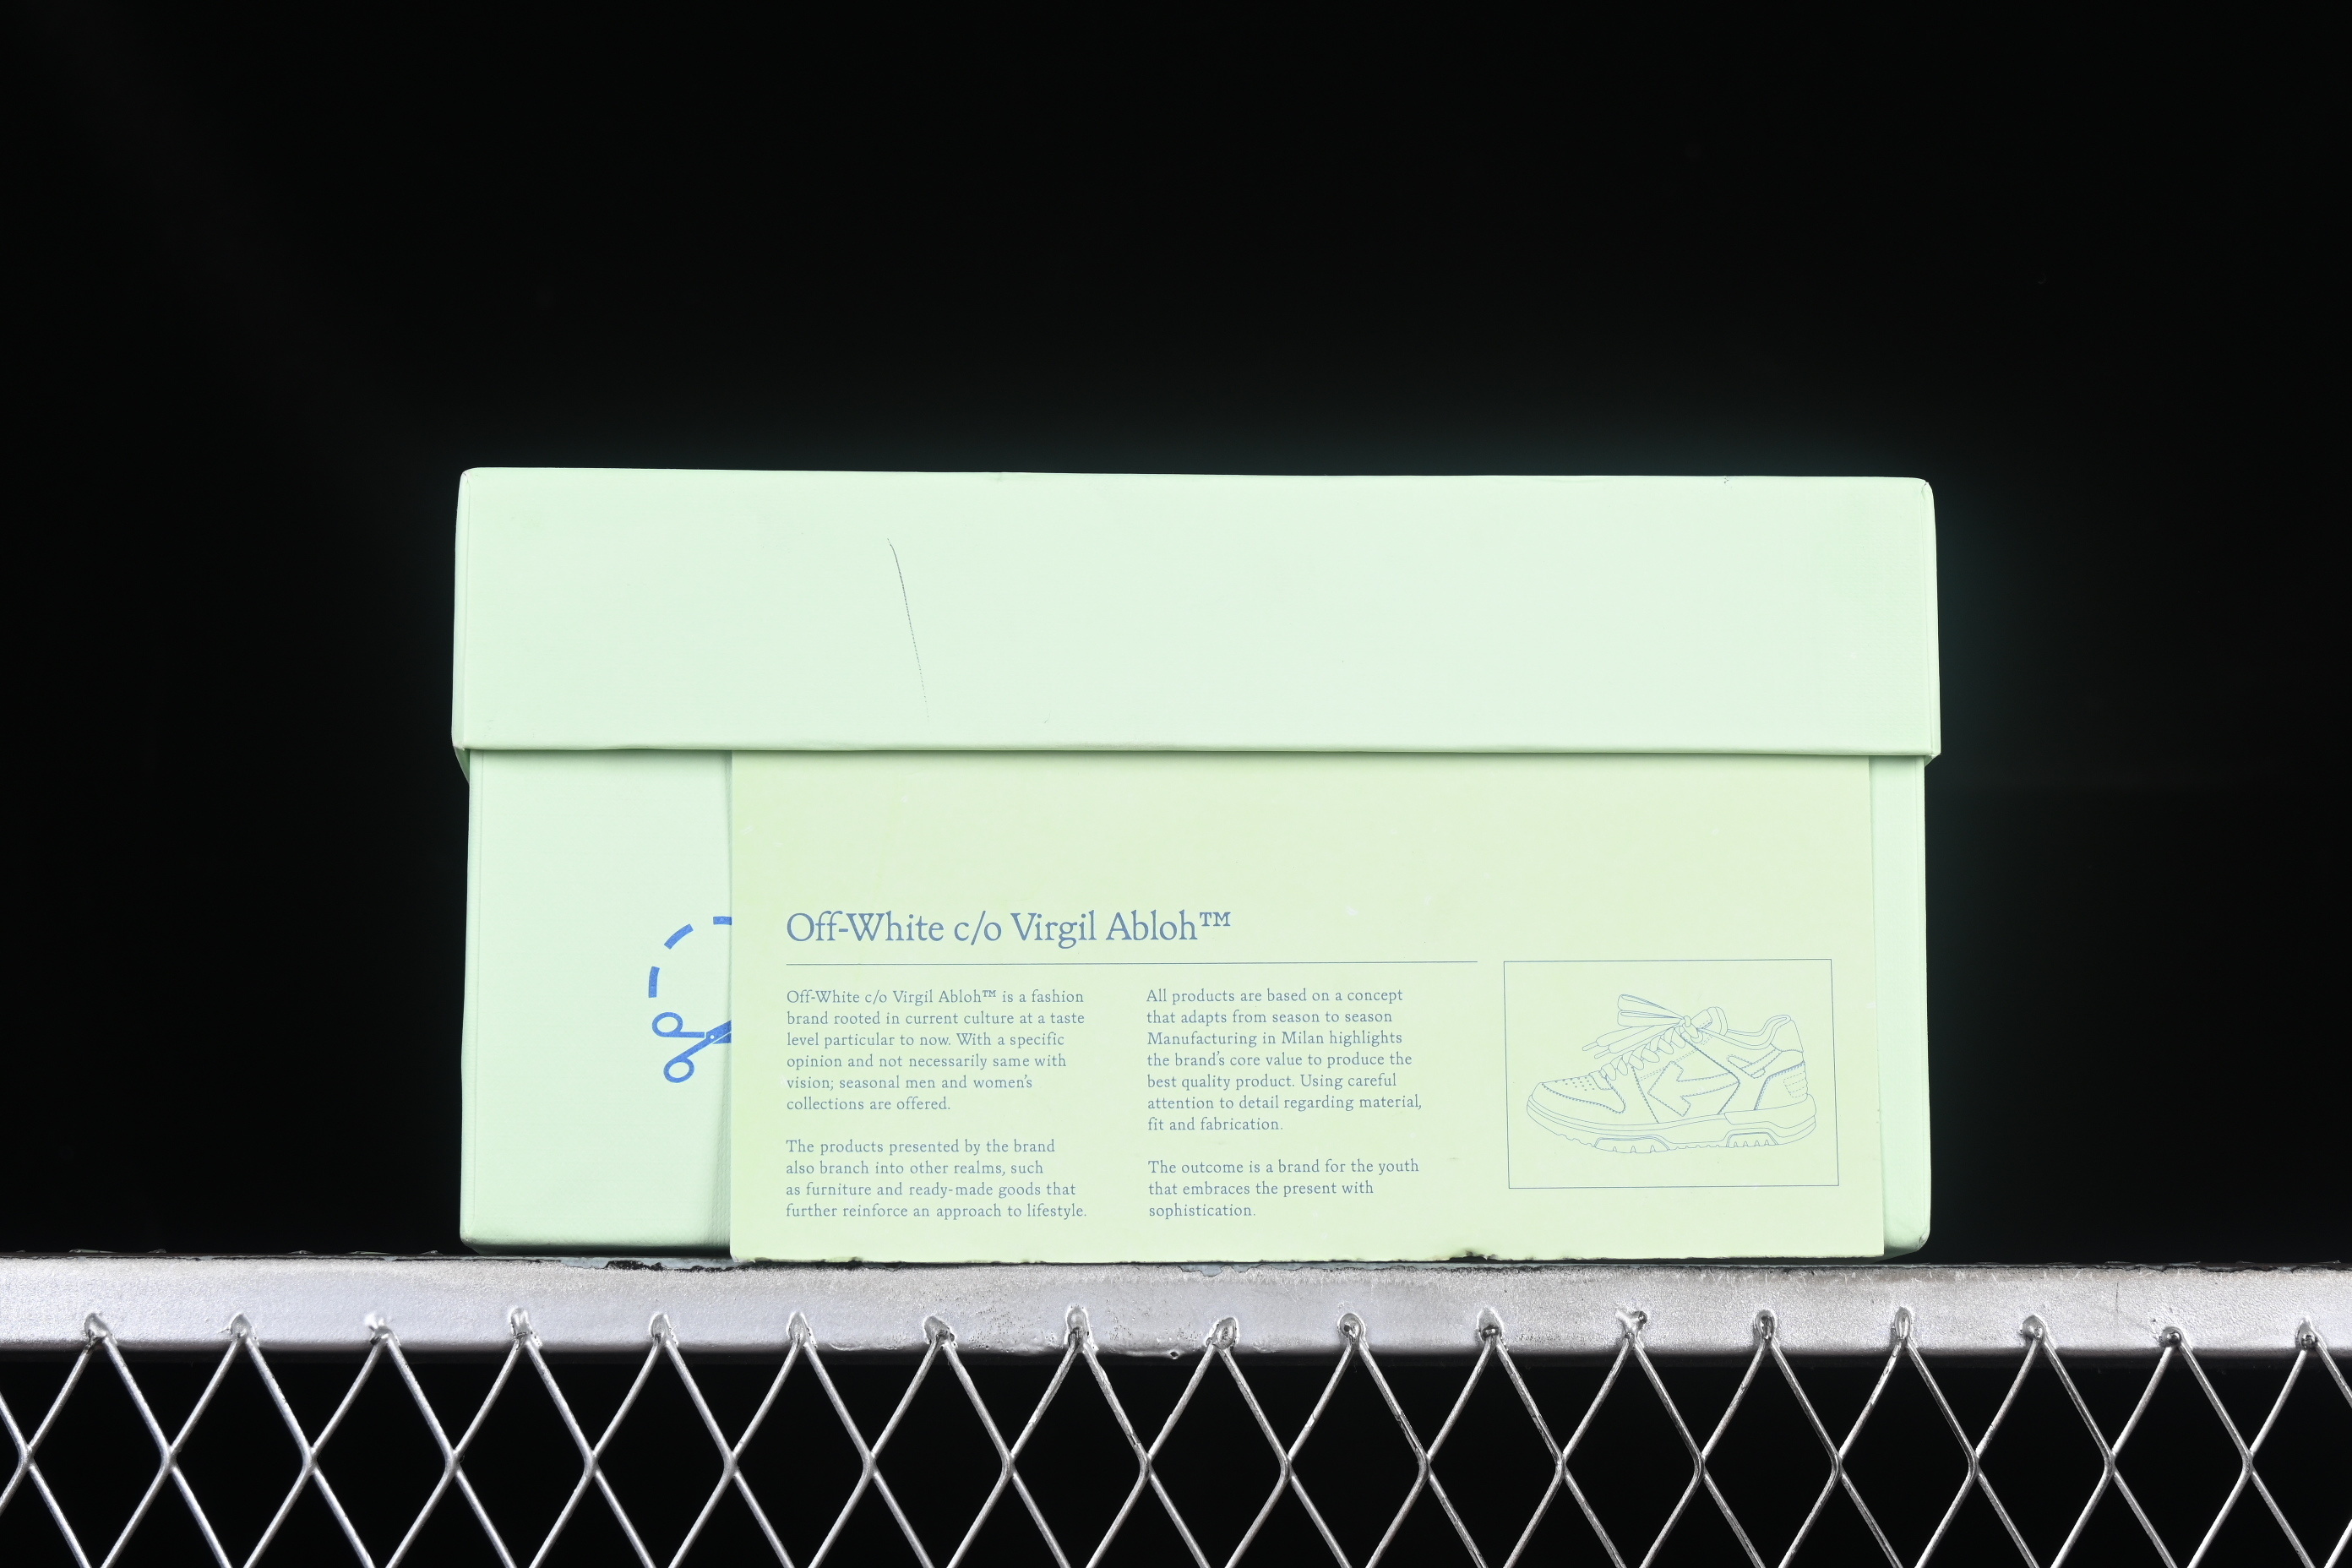 Off-White c/o Virgil Abloh™
Off-White c/o Virgil Abloh™ is a fashion
brand rooted in current culture at a taste
level particular to now. With a specific
opinion and not necessarily same with
vision; seasonal men and women's
collections are offered.
The products presented by the brand
also branch into other realms, such
as furniture and ready-made goods that
further reinforce an approach to lifestyle.
All products are based on a concept
that adapts from season to season
Manufacturing in Milan highlights
the brand's core value to produce the
best quality product. Using careful
attention to detail regarding material,
fit and fabrication.
The outcome is a brand for the youth
that embraces the present with
sophistication.